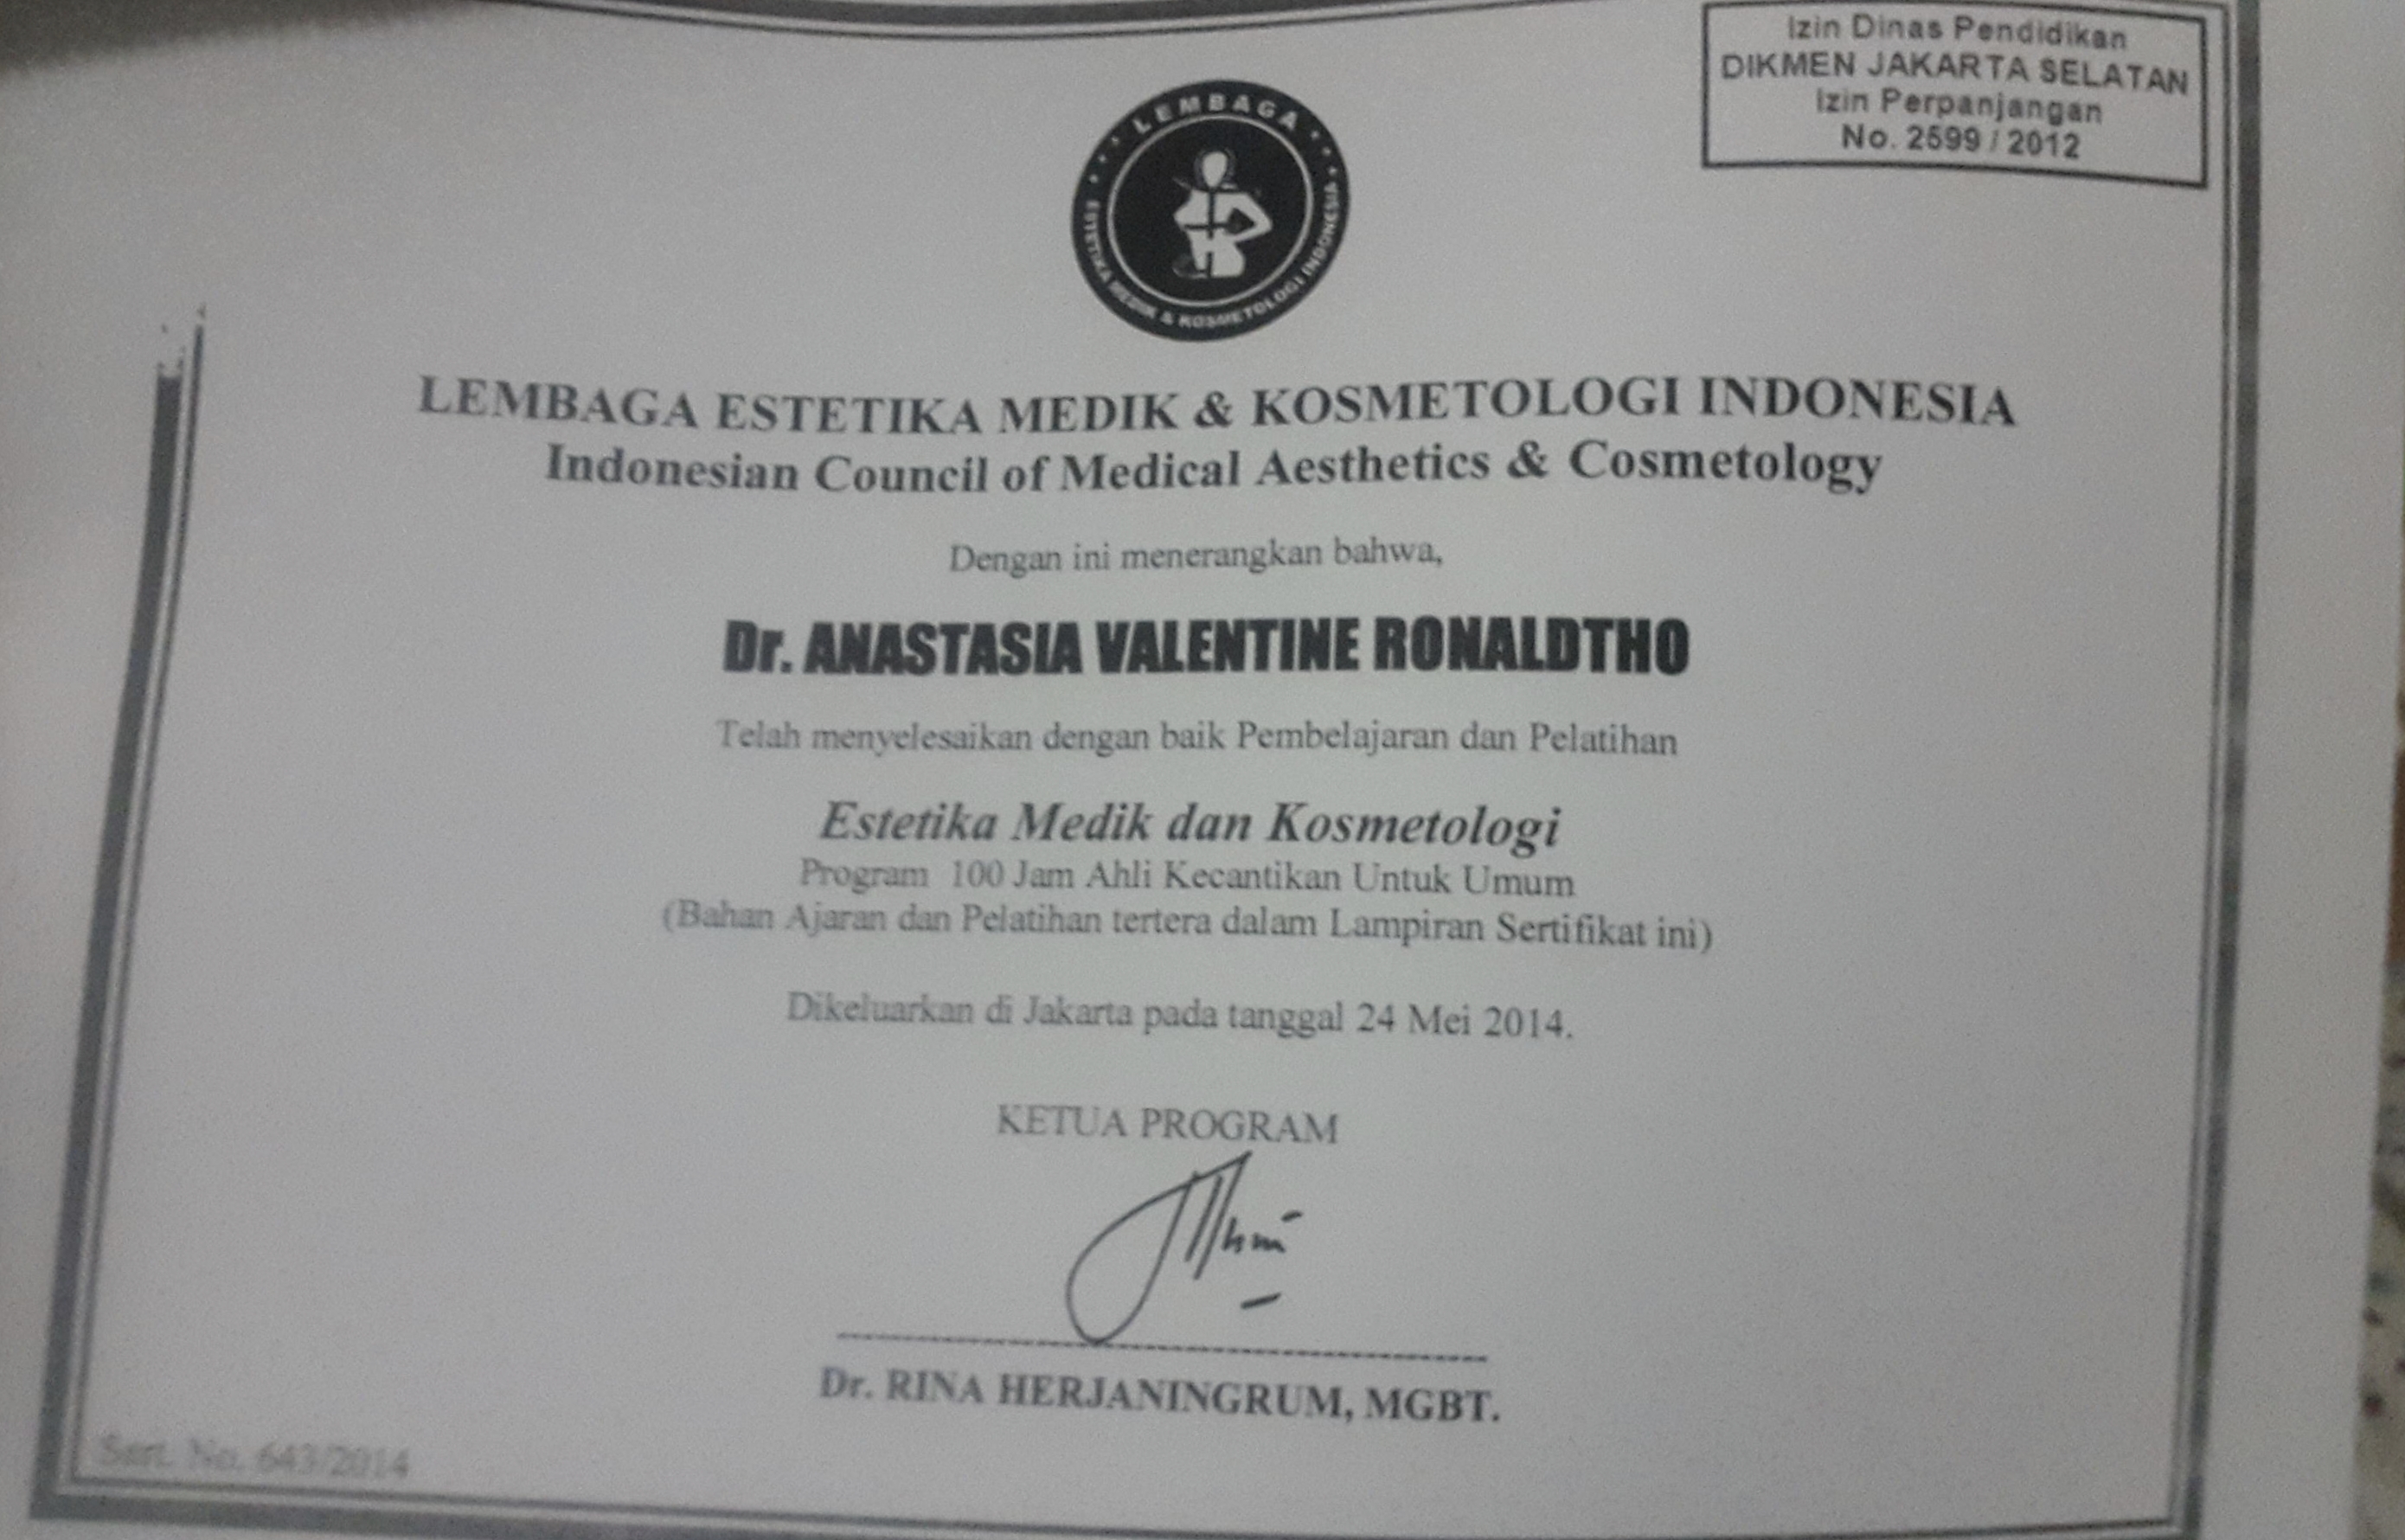 Izin Dinas Pendidikan
DIKMEN JAKARTA SELATAN
Izin Perpanjangan
No. 2599 / 2012
LEMBAGA
ESTETIKA MEDIK & KOSMETOLOGI INDONESIA
LEMBAGA ESTETIKA MEDIK & KOSMETOLOGI INDONESIA
Indonesian Council of Medical Aesthetics & Cosmetology
Dengan ini menerangkan bahwa,
Dr. ANASTASIA VALENTINE RONALDTHO
Telah menyelesaikan dengan baik Pembelajaran dan Pelatihan
Estetika Medik dan Kosmetologi
Program 100 Jam Ahli Kecantikan Untuk Umum
(Bahan Ajaran dan Pelatihan tertera dalam Lampiran Sertifikat ini)
Dikeluarkan di Jakarta pada tanggal 24 Mei 2014.
KETUA PROGRAM
Dr. RINA HERJANINGRUM, MGBT.
Sert. No. 643/2014